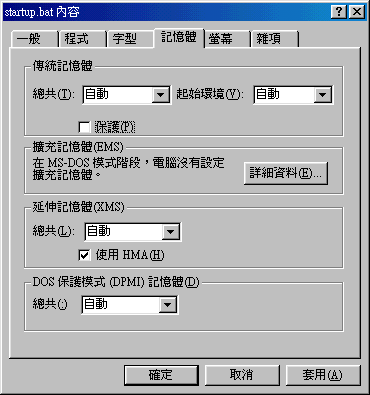 startup.bat 內容
一般 程式 字型 記憶體 螢幕 雜項
傳統記憶體
總共(T): 自動 起始環境(V): 自動
保護(P)
擴充記憶體(EMS)
在 MS-DOS 模式階段，電腦沒有設定
擴充記憶體。
詳細資料(E)...
延伸記憶體(XMS)
總共(L): 自動
使用 HMA(H)
DOS 保護模式 (DPMI) 記憶體(D)
總共(:) 自動
確定 取消 套用(A)